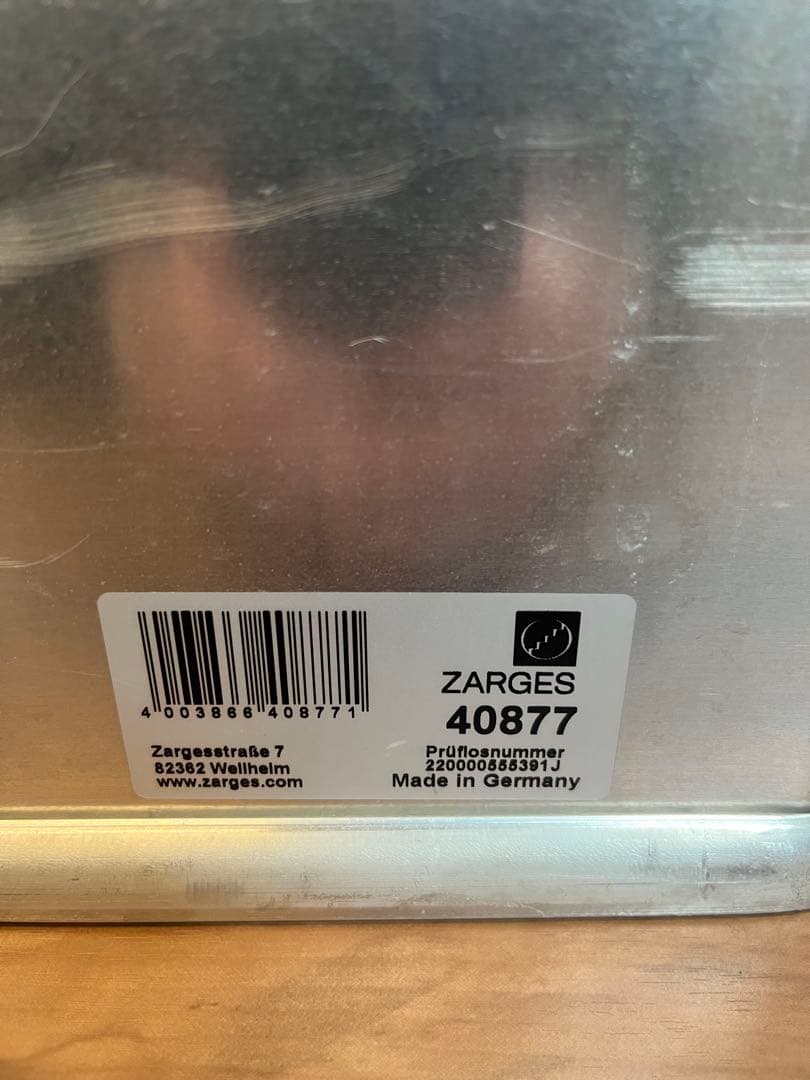 4 003866 408771
Zargesstraße 7
82362 Weilheim
www.zarges.com
ZARGES
40877
Prüflosnummer
220000555391J
Made in Germany